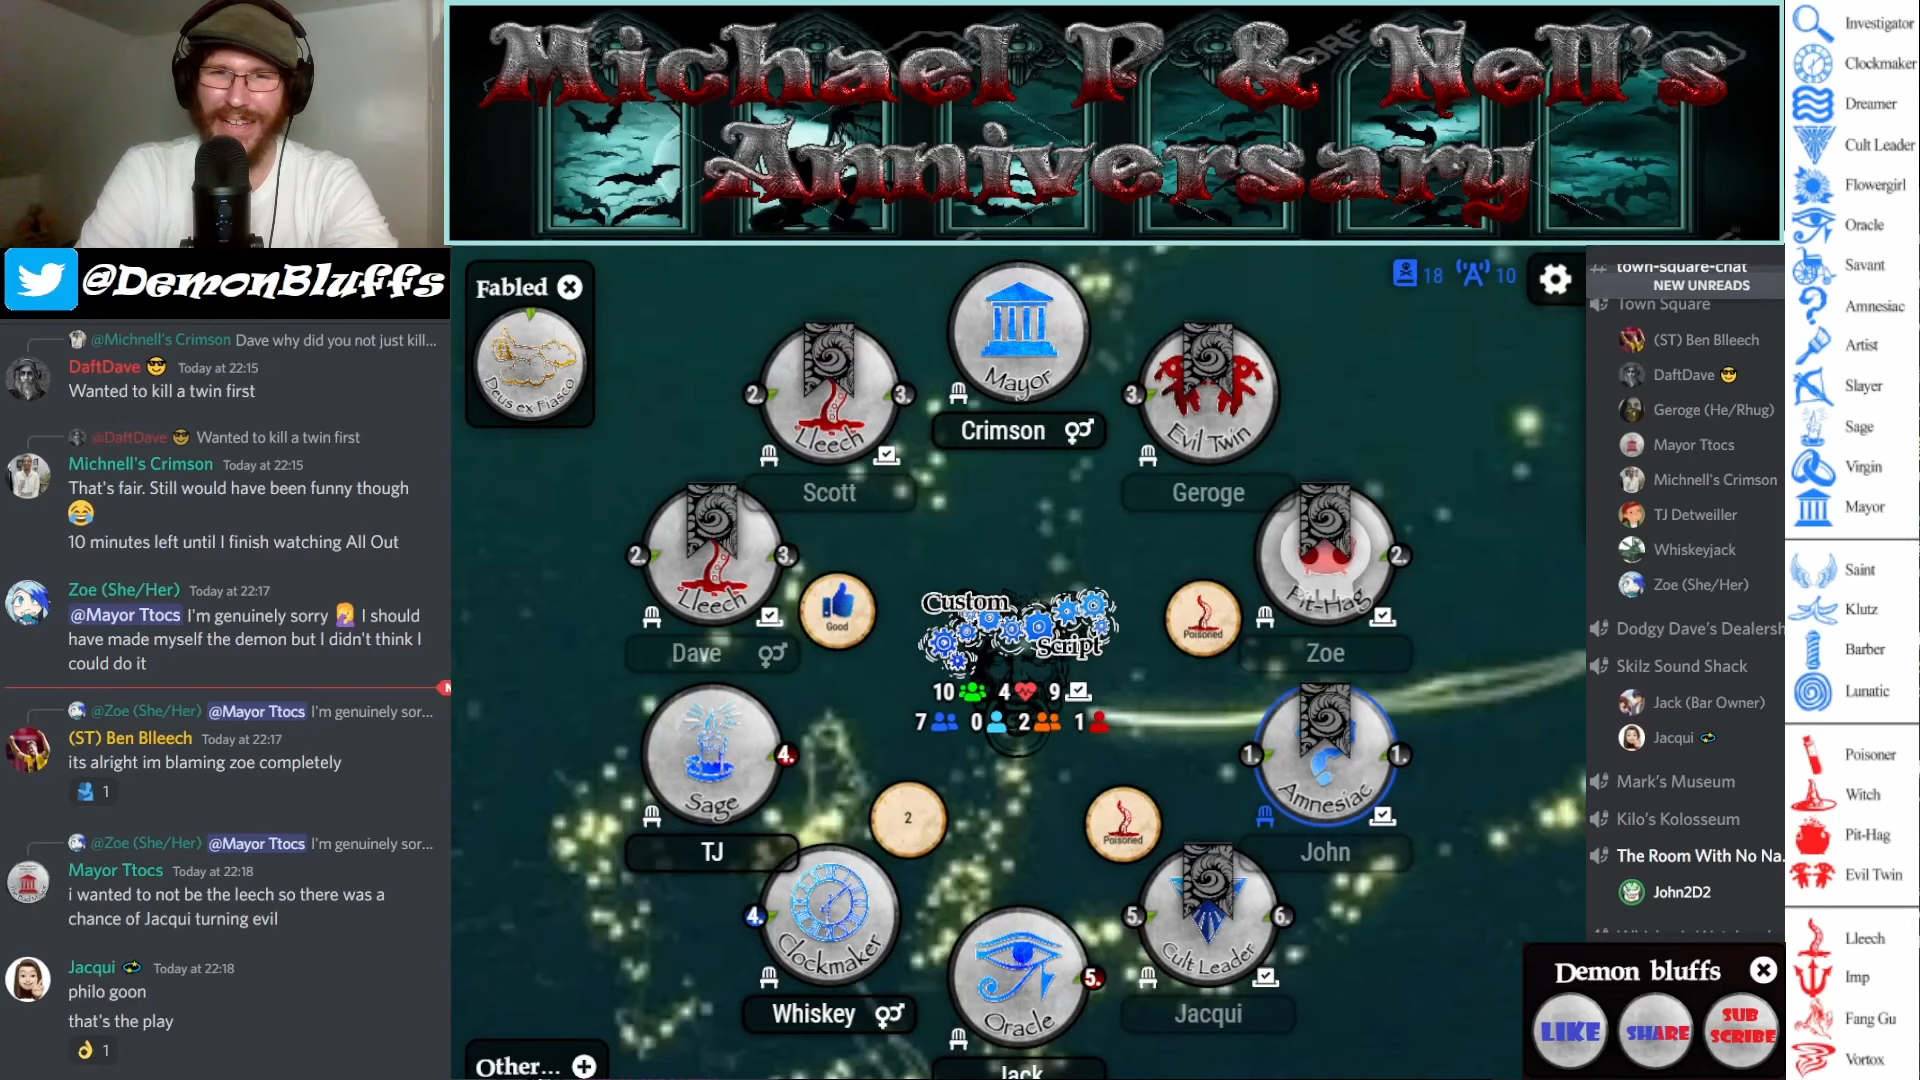 Michael P & Nell's
Anniversary
@DemonBluffs
@Michnell's Crimson Dave why did you not just kill...
DaftDave 😎 Today at 22:15
Wanted to kill a twin first
@DaftDave 😎 Wanted to kill a twin first
Michnell's Crimson Today at 22:15
That's fair. Still would have been funny though
😂
10 minutes left until I finish watching All Out
Zoe (She/Her) Today at 22:17
@Mayor Ttocs I'm genuinely sorry 🤦 I should
have made myself the demon but I didn't think I
could do it
@Zoe (She/Her) @Mayor Ttocs I'm genuinely sor...
(ST) Ben Blleech Today at 22:17
its alright im blaming zoe completely
1
@Zoe (She/Her) @Mayor Ttocs I'm genuinely sor...
Mayor Ttocs Today at 22:18
i wanted to not be the leech so there was a
chance of Jacqui turning evil
Jacqui Today at 22:18
philo goon
that's the play
👌 1
Fabled
Deus ex Fiasco
18 10
Mayor
Crimson
2. Lleech 3.
Scott
3. Evil Twin
Geroge
2. Lleech 3.
Dave
Good
Custom
Script
10 4 9
7 0 2 1
Poisoned
Pit-Hag 2.
Zoe
Sage 4.
TJ
2
Poisoned
1. Amnesiac 1.
John
4. Clockmaker
Whiskey
Oracle 5.
Jack
5. Cult Leader 6.
Jacqui
Other...
town-square-chat
NEW UNREADS
Town Square
(ST) Ben Blleech
DaftDave 😎
Geroge (He/Rhug)
Mayor Ttocs
Michnell's Crimson
TJ Detweiller
Whiskeyjack
Zoe (She/Her)
Dodgy Dave's Dealersh
Skilz Sound Shack
Jack (Bar Owner)
Jacqui
Mark's Museum
Kilo's Kolosseum
The Room With No Na...
John2D2
Demon bluffs
LIKE
SHARE
SUB
SCRIBE
Investigator
Clockmaker
Dreamer
Cult Leader
Flowergirl
Oracle
Savant
Amnesiac
Artist
Slayer
Sage
Virgin
Mayor
Saint
Klutz
Barber
Lunatic
Poisoner
Witch
Pit-Hag
Evil Twin
Lleech
Imp
Fang Gu
Vortox